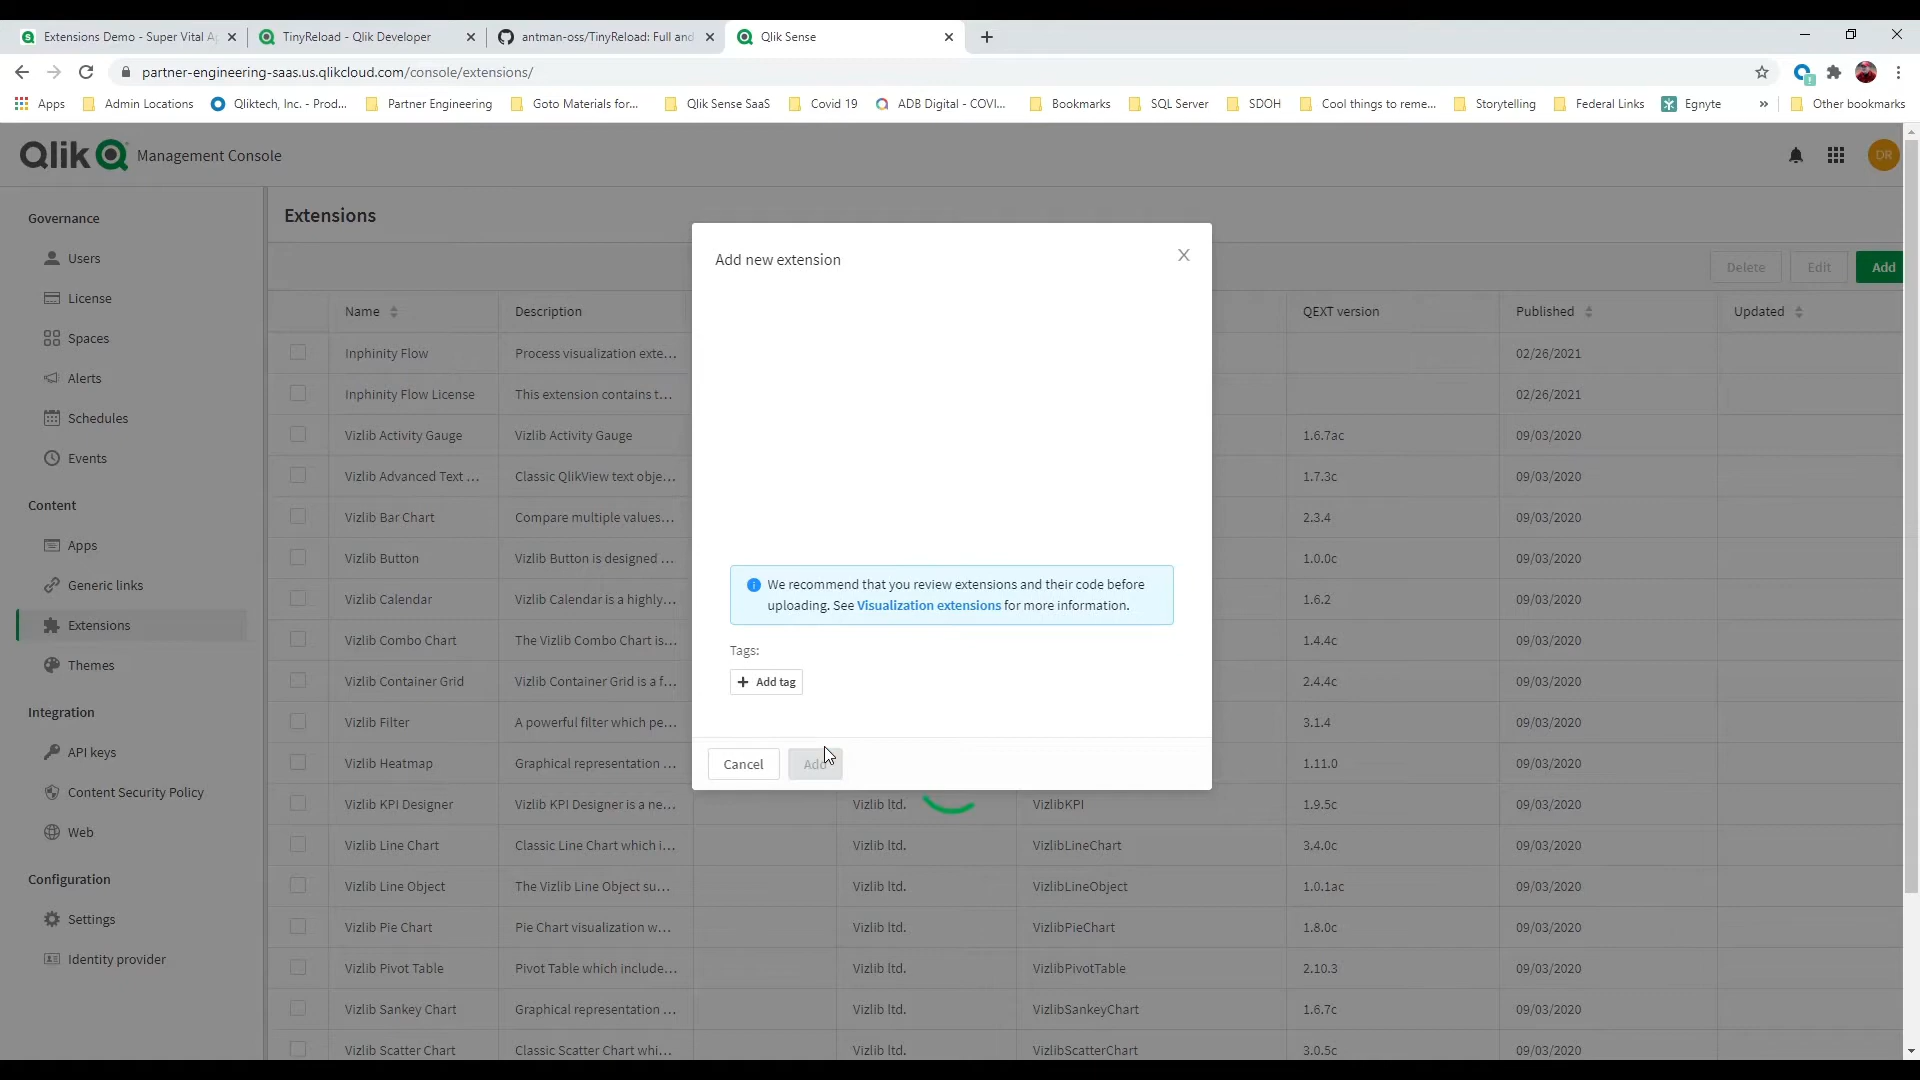 Extensions Demo - Super Vital A
TinyReload - Qlik Developer
antman-oss/TinyReload: Full and
Qlik Sense
partner-engineering-saas.us.qlikcloud.com/console/extensions/
Apps
Admin Locations
Qliktech, Inc. - Prod...
Partner Engineering
Goto Materials for...
Qlik Sense SaaS
Covid 19
ADB Digital - COVI...
Bookmarks
SQL Server
SDOH
Cool things to reme...
Storytelling
Federal Links
Egnyte
»
Other bookmarks
Qlik Management Console
DR
Governance
Users
License
Spaces
Alerts
Schedules
Events
Content
Apps
Generic links
Extensions
Themes
Integration
API keys
Content Security Policy
Web
Configuration
Settings
Identity provider
Extensions
Delete Edit Add
Name Description QEXT version Published Updated
Inphinity Flow Process visualization exte... 02/26/2021
Inphinity Flow License This extension contains t... 02/26/2021
Vizlib Activity Gauge Vizlib Activity Gauge 1.6.7ac 09/03/2020
Vizlib Advanced Text ... Classic QlikView text obje... 1.7.3c 09/03/2020
Vizlib Bar Chart Compare multiple values... 2.3.4 09/03/2020
Vizlib Button Vizlib Button is designed ... 1.0.0c 09/03/2020
Vizlib Calendar Vizlib Calendar is a highly... 1.6.2 09/03/2020
Vizlib Combo Chart The Vizlib Combo Chart is... 1.4.4c 09/03/2020
Vizlib Container Grid Vizlib Container Grid is a f... 2.4.4c 09/03/2020
Vizlib Filter A powerful filter which pe... 3.1.4 09/03/2020
Vizlib Heatmap Graphical representation ... 1.11.0 09/03/2020
Vizlib KPI Designer Vizlib KPI Designer is a ne... Vizlib ltd. VizlibKPI 1.9.5c 09/03/2020
Vizlib Line Chart Classic Line Chart which i... Vizlib ltd. VizlibLineChart 3.4.0c 09/03/2020
Vizlib Line Object The Vizlib Line Object su... Vizlib ltd. VizlibLineObject 1.0.1ac 09/03/2020
Vizlib Pie Chart Pie Chart visualization w... Vizlib ltd. VizlibPieChart 1.8.0c 09/03/2020
Vizlib Pivot Table Pivot Table which include... Vizlib ltd. VizlibPivotTable 2.10.3 09/03/2020
Vizlib Sankey Chart Graphical representation ... Vizlib ltd. VizlibSankeyChart 1.6.7c 09/03/2020
Vizlib Scatter Chart Classic Scatter Chart whi... Vizlib ltd. VizlibScatterChart 3.0.5c 09/03/2020
Add new extension
We recommend that you review extensions and their code before
uploading. See Visualization extensions for more information.
Tags:
+ Add tag
Cancel Add